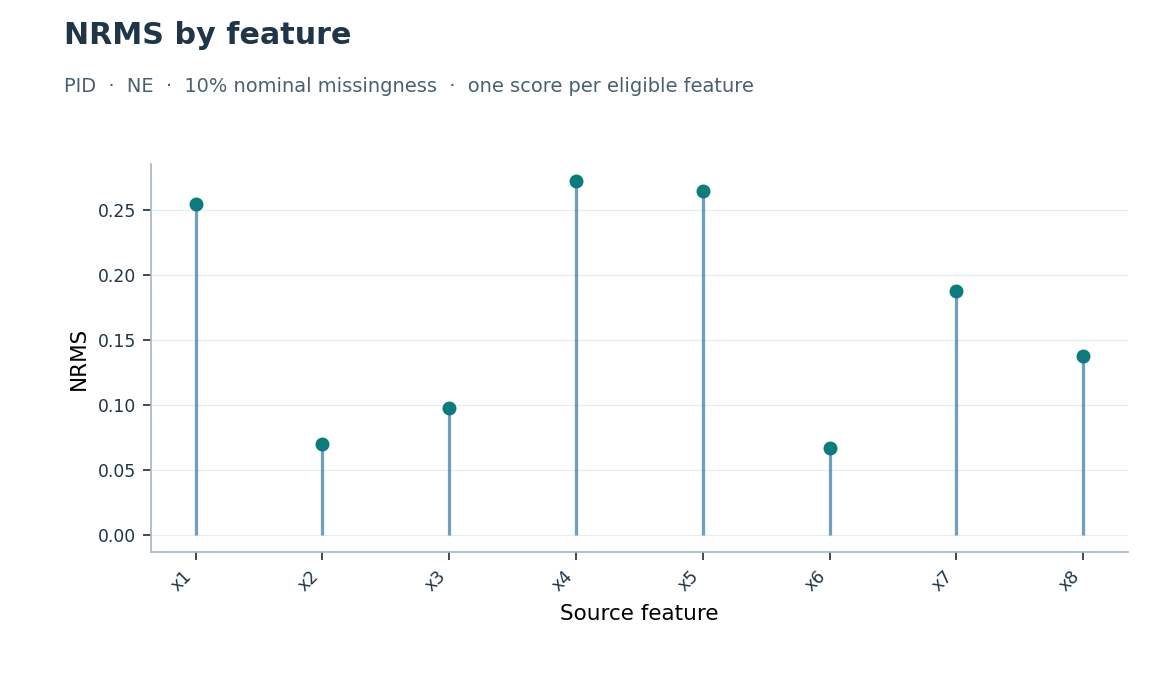 NRMS by feature
PID · NE · 10% nominal missingness · one score per eligible feature
NRMS
0.25
0.20
0.15
0.10
0.05
0.00
x1 x2 x3 x4 x5 x6 x7 x8
Source feature